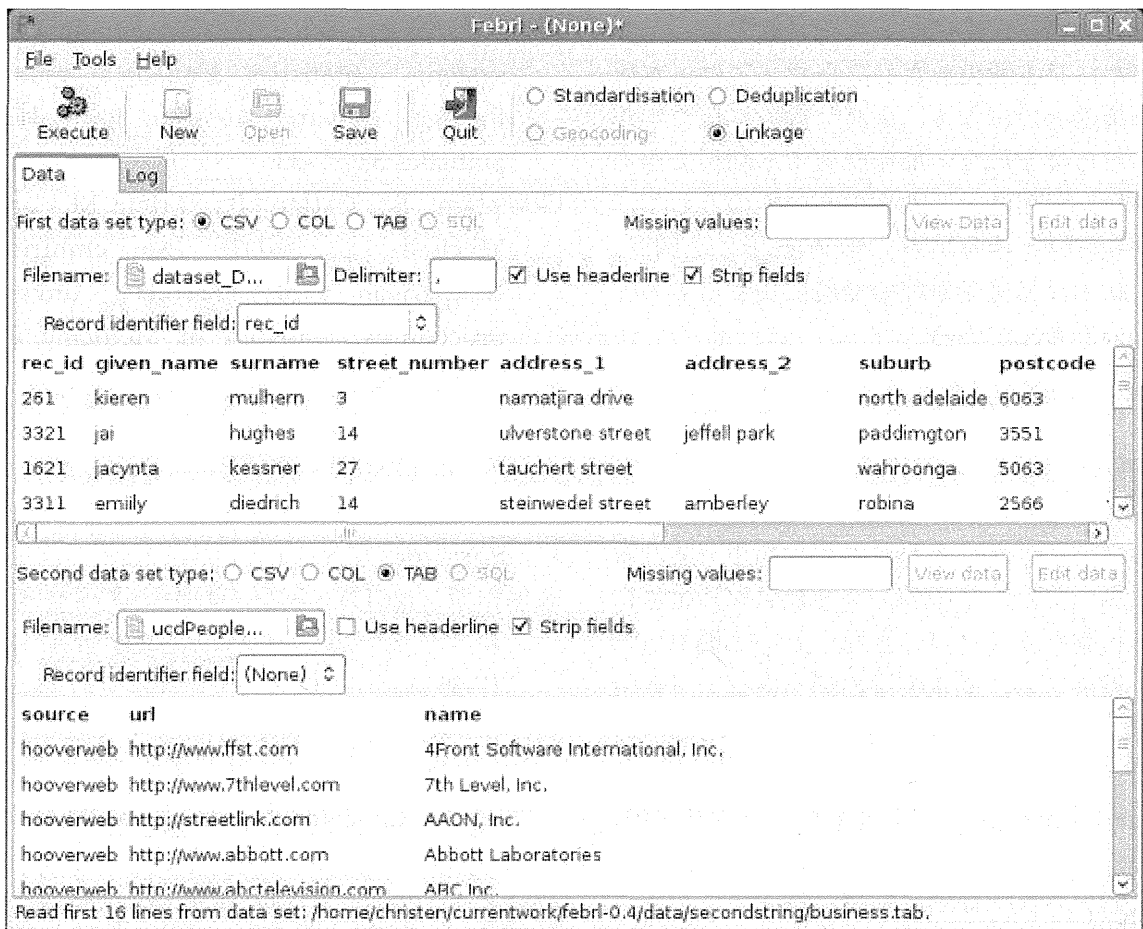 Febrl - (None)*
File Tools Help
Standardisation Deduplication
Execute New Open Save Quit Geocoding Linkage
Data Log
First data set type: CSV COL TAB SQL Missing values: View Data Edit data
Filename: dataset_D... Delimiter: , Use headerline Strip fields
Record identifier field: rec_id
rec_id given_name surname street_number address_1 address_2 suburb postcode
261 kieren mulhern 3 namatjira drive north adelaide 6063
3321 jai hughes 14 ulverstone street jeffell park paddimgton 3551
1621 jacynta kessner 27 tauchert street wahroonga 5063
3311 emiily diedrich 14 steinwedel street amberley robina 2566
Second data set type: CSV COL TAB SQL Missing values: View data Edit data
Filename: ucdPeople... Use headerline Strip fields
Record identifier field: (None)
source url name
hooverweb http://www.ffst.com 4Front Software International, Inc.
hooverweb http://www.7thlevel.com 7th Level, Inc.
hooverweb http://streetlink.com AAON, Inc.
hooverweb http://www.abbott.com Abbott Laboratories
hooverweb http://www.abctelevision.com ABC Inc.
Read first 16 lines from data set: /home/christen/currentwork/febrl-0.4/data/secondstring/business.tab.